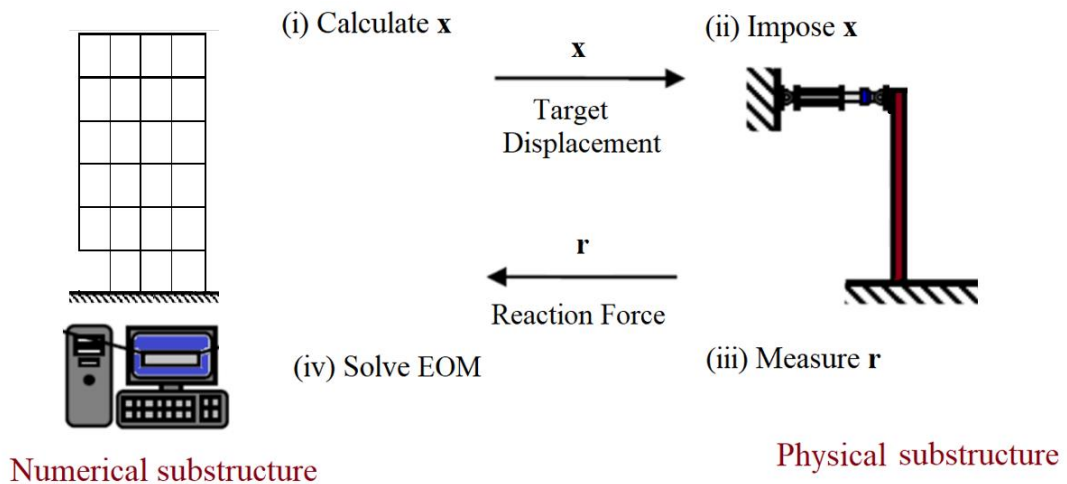 (i) Calculate x
(ii) Impose x
x
Target
Displacement
r
Reaction Force
(iv) Solve EOM
(iii) Measure r
Numerical substructure
Physical substructure